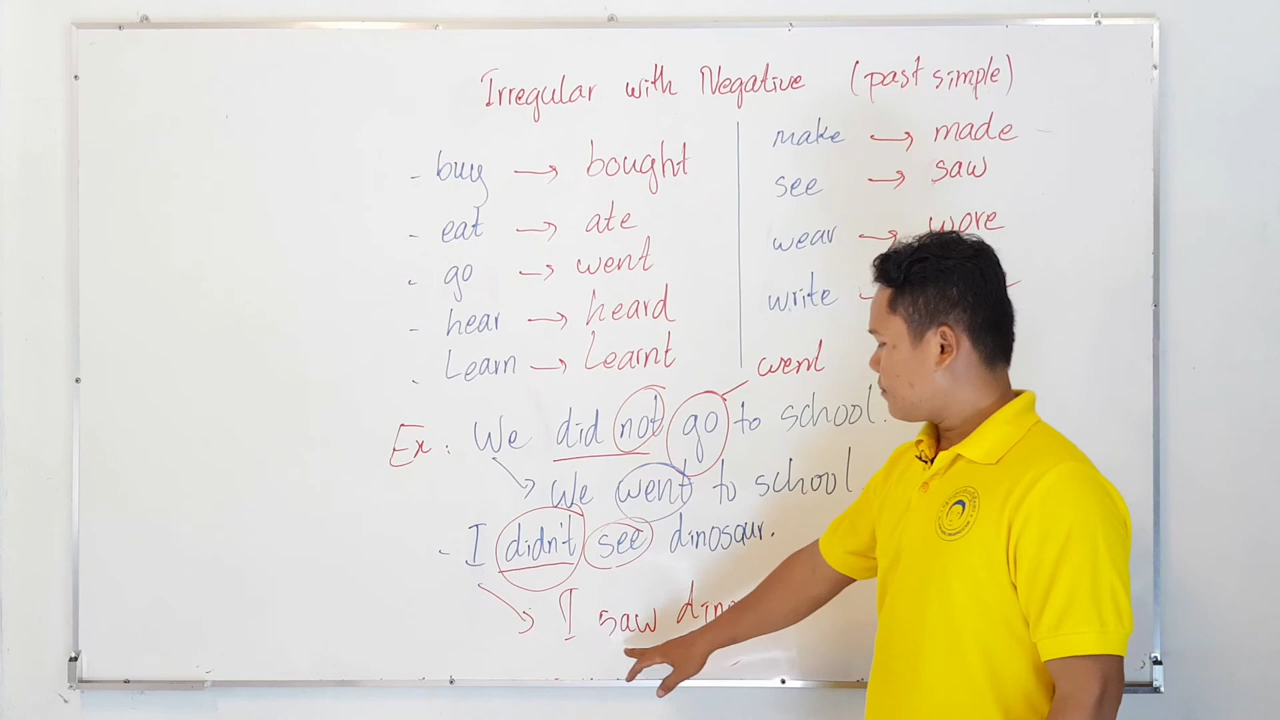 Irregular with Negative (past simple)
- buy → bought
- eat → ate
- go → went
- hear → heard
- Learn → Learnt
make → made
see → saw
wear → wore
write →
went
Ex: We did not go to school.
We went to school.
- I didn't see dinosaur.
I saw